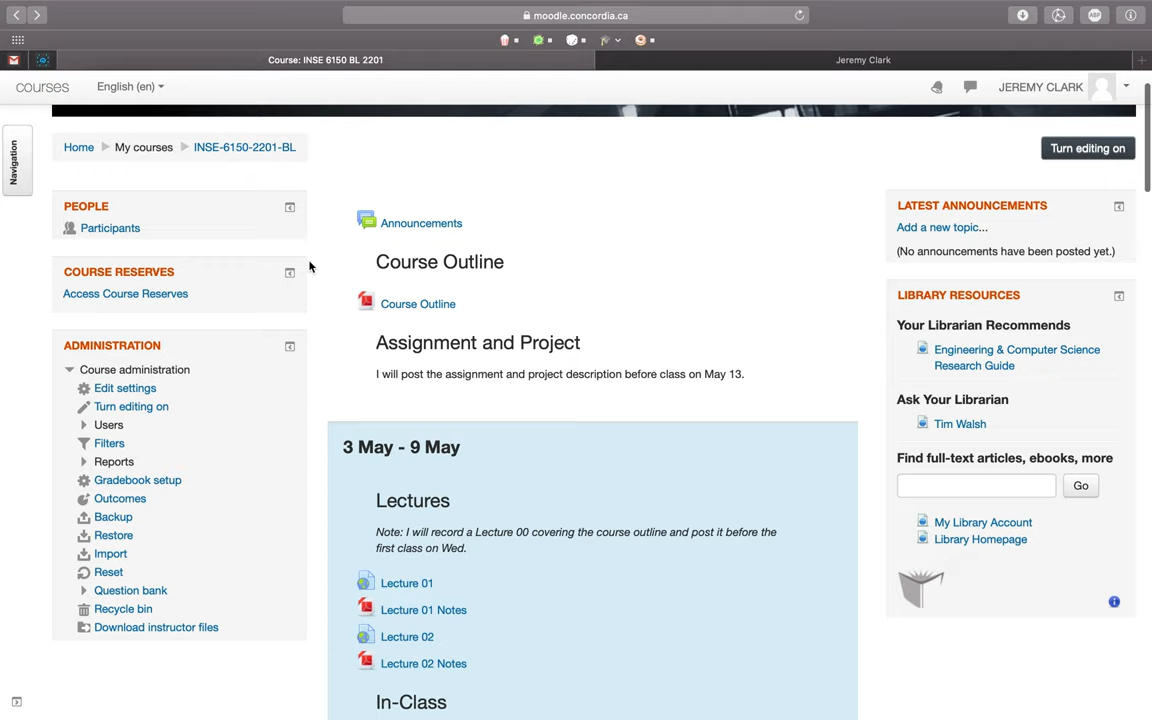 moodle.concordia.ca
Course: INSE 6150 BL 2201
Jeremy Clark
courses
English (en)
JEREMY CLARK
Navigation
Home
My courses
INSE-6150-2201-BL
Turn editing on
PEOPLE
Participants
COURSE RESERVES
Access Course Reserves
ADMINISTRATION
Course administration
Edit settings
Turn editing on
Users
Filters
Reports
Gradebook setup
Outcomes
Backup
Restore
Import
Reset
Question bank
Recycle bin
Download instructor files
Announcements
Course Outline
Course Outline
Assignment and Project
I will post the assignment and project description before class on May 13.
3 May - 9 May
Lectures
Note: I will record a Lecture 00 covering the course outline and post it before the
first class on Wed.
Lecture 01
Lecture 01 Notes
Lecture 02
Lecture 02 Notes
In-Class
LATEST ANNOUNCEMENTS
Add a new topic...
(No announcements have been posted yet.)
LIBRARY RESOURCES
Your Librarian Recommends
Engineering & Computer Science
Research Guide
Ask Your Librarian
Tim Walsh
Find full-text articles, ebooks, more
Go
My Library Account
Library Homepage
ABP